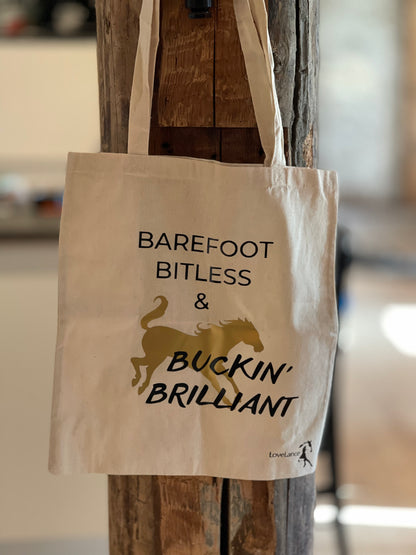 BAREFOOT
BITLESS
&
BUCKIN'
BRILLIANT
LoveLance